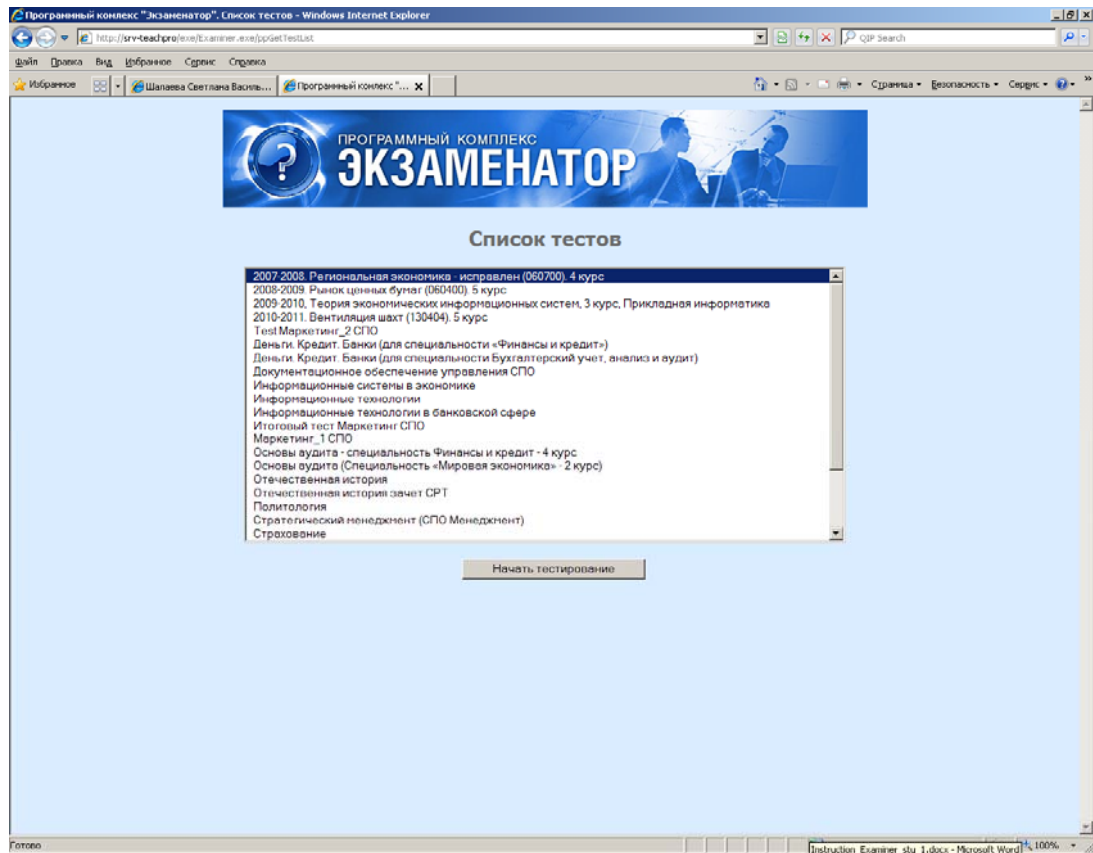 Программный комлекс "Экзаменатор". Список тестов - Windows Internet Explorer
http://srv-teachpro/exe/Examiner.exe/ppGetTestList
QIP Search
Файл Правка Вид Избранное Сервис Справка
Избранное Шалаева Светлана Василь... Программный комлекс "... Страница Безопасность Сервис
ПРОГРАММНЫЙ КОМПЛЕКС
ЭКЗАМЕНАТОР
Список тестов
2007-2008. Региональная экономика - исправлен (060700). 4 курс
2008-2009. Рынок ценных бумаг (060400). 5 курс
2009-2010, Теория экономических информационных систем, 3 курс, Прикладная информатика
2010-2011. Вентиляция шахт (130404). 5 курс
Test Маркетинг_2 СПО
Деньги. Кредит. Банки (для специальности «Финансы и кредит»)
Деньги. Кредит. Банки (для специальности Бухгалтерский учет, анализ и аудит)
Документационное обеспечение управления СПО
Информационные системы в экономике
Информационные технологии
Информационные технологии в банковской сфере
Итоговый тест Маркетинг СПО
Маркетинг_1 СПО
Основы аудита - специальность Финансы и кредит - 4 курс
Основы аудита (Специальность «Мировая экономика» - 2 курс)
Отечественная история
Отечественная история зачет СРТ
Политология
Стратегический менеджмент (СПО Менеджмент)
Страхование
Начать тестирование
Готово
100%
Instruction_Examiner_stu_1.docx - Microsoft Word